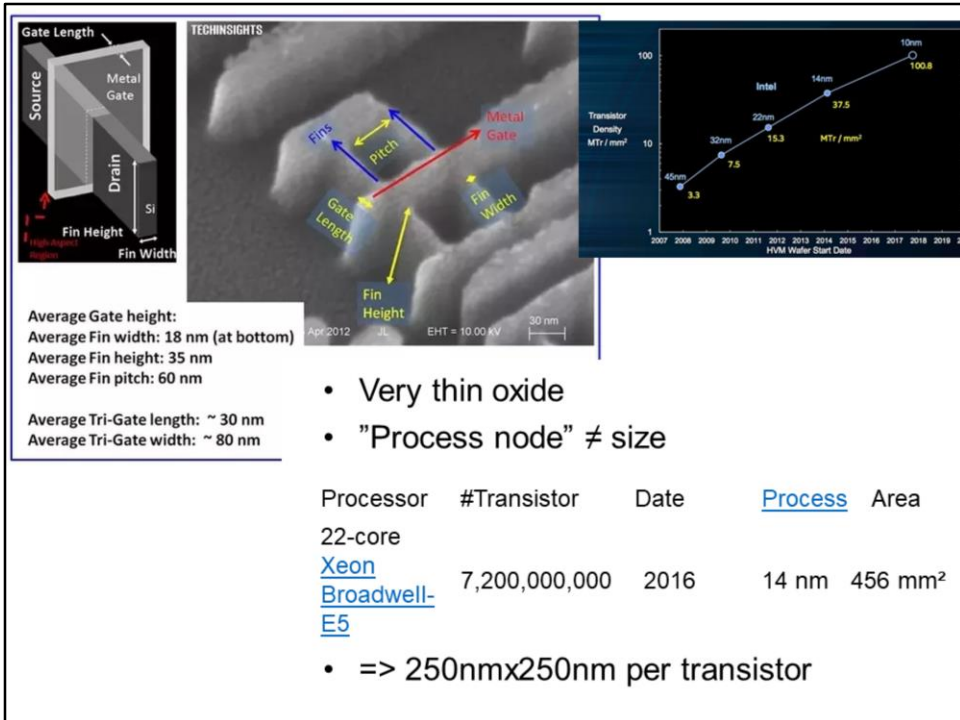 Gate Length
Metal
Gate
Source
Drain
Si
Fin Height
Fin Width
High-Aspect
Region
TECHINSIGHTS
Fins
Pitch
Metal
Gate
Gate
Length
Fin
Width
Fin
Height
Apr 2012 JL EHT = 10.00 kV 30 nm
Transistor
Density
MTr / mm²
100
10
1
Intel
MTr / mm²
45nm
3.3
32nm
7.5
22nm
15.3
14nm
37.5
10nm
100.8
2007 2008 2009 2010 2011 2012 2013 2014 2015 2016 2017 2018 2019
HVM Wafer Start Date
Average Gate height:
Average Fin width: 18 nm (at bottom)
Average Fin height: 35 nm
Average Fin pitch: 60 nm
Average Tri-Gate length: ~ 30 nm
Average Tri-Gate width: ~ 80 nm
• Very thin oxide
• ”Process node” ≠ size
Processor #Transistor Date Process Area
22-core
Xeon
Broadwell-
E5
7,200,000,000 2016 14 nm 456 mm²
• => 250nmx250nm per transistor